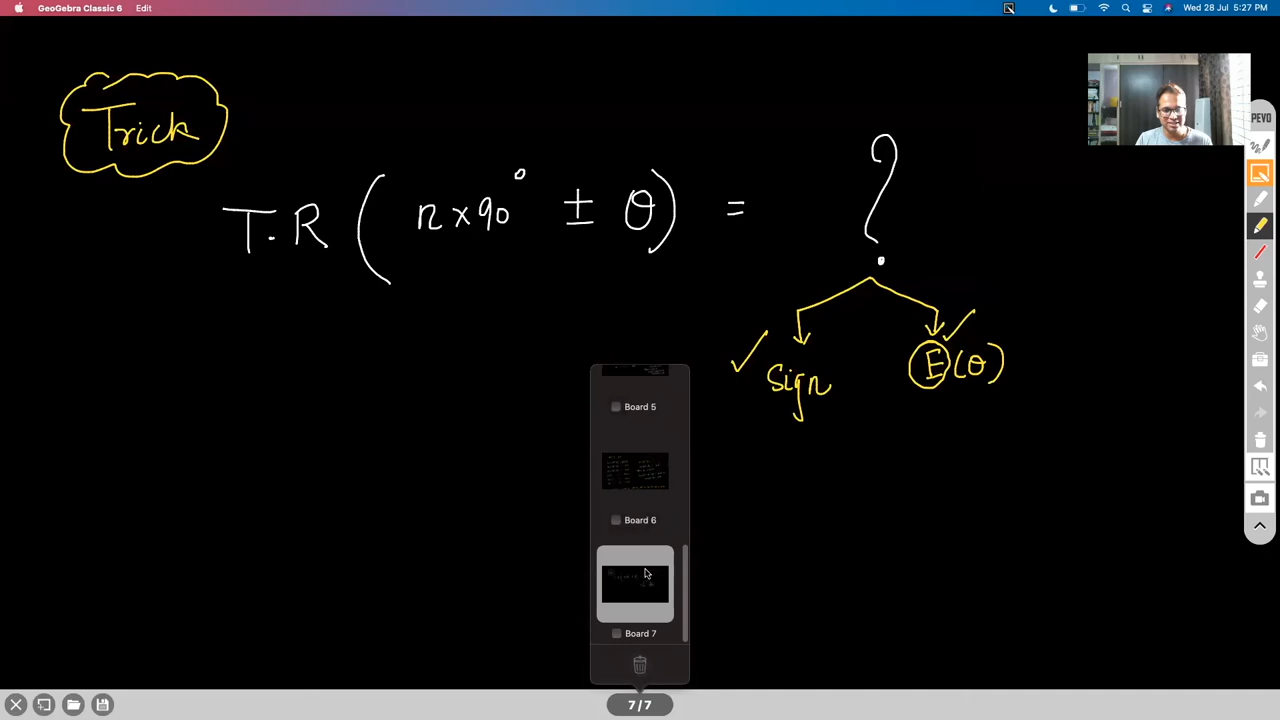 GeoGebra Classic 6 Edit
Wed 28 Jul 5:27 PM
Trick
T.R ( n×90° ± θ ) = ?
Sign E(θ)
PEVO
Board 5
Board 6
Board 7
7/7